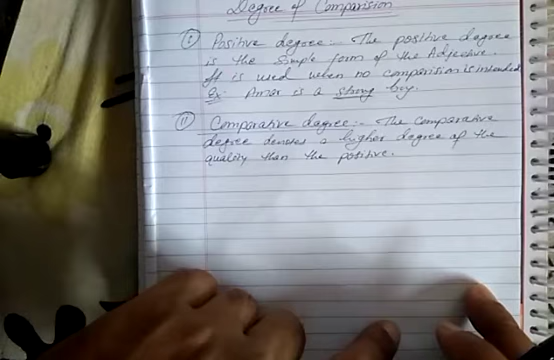 Degree of Comparision
(i) Positive degree :- The positive degree
is the simple form of the Adjective.
It is used when no comparision is intended
Eg: Amar is a strong boy.
(ii) Comparative degree :- The comparative
degree denotes a higher degree of the
quality than the positive.